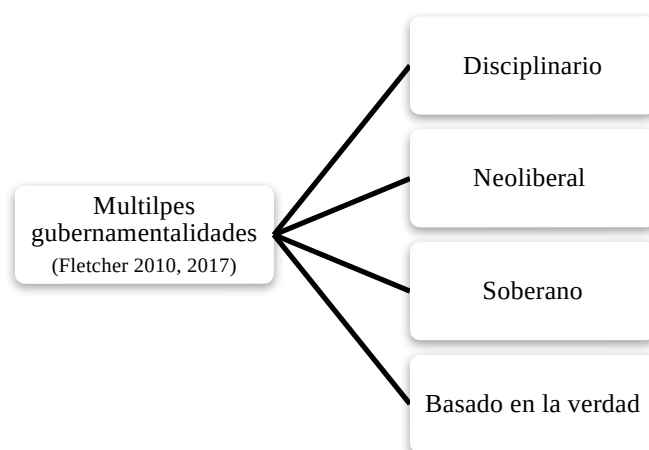 Multilpes
gubernamentalidades
(Fletcher 2010, 2017)
Disciplinario
Neoliberal
Soberano
Basado en la verdad